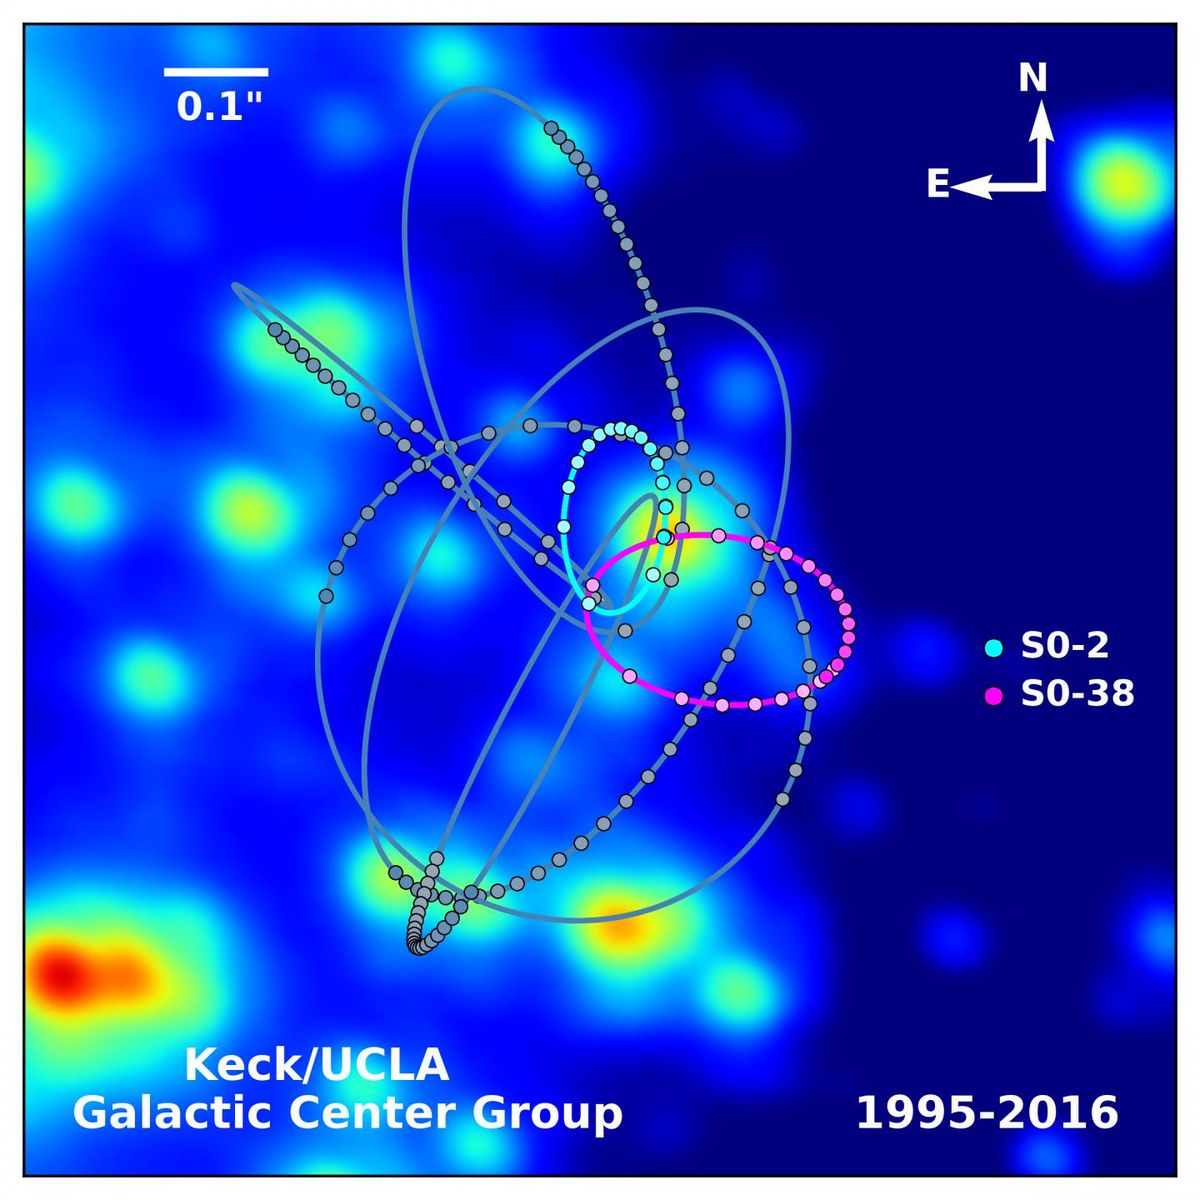 0.1"
N
E
S0-2
S0-38
Keck/UCLA
Galactic Center Group
1995-2016